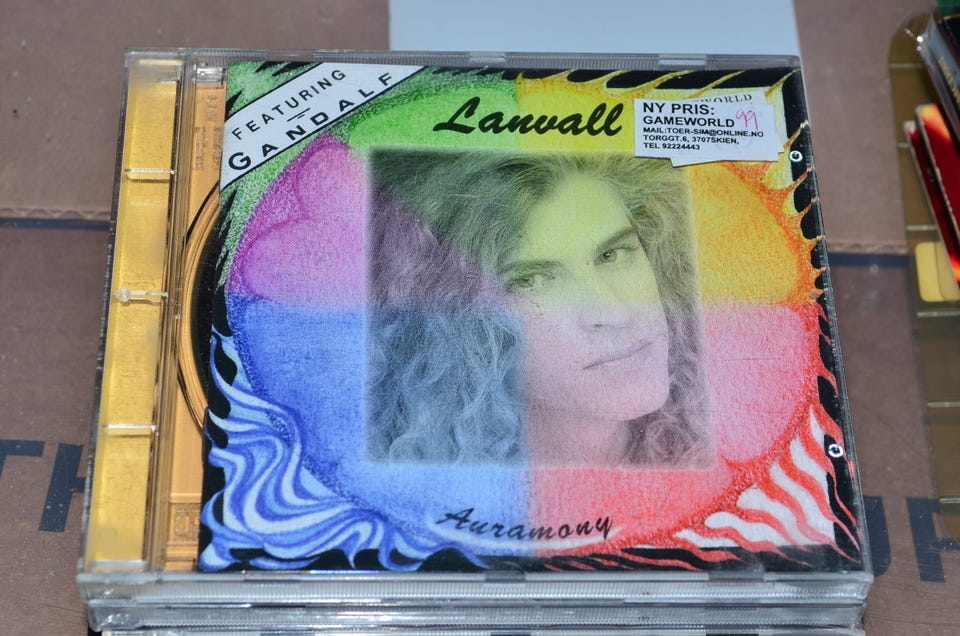 FEATURING
GANDALF
Lanvall
NY PRIS:
GAMEWORLD 99
MAIL:TOER-SIM@ONLINE.NO
TORGGT.6, 3707SKIEN,
TEL 92224443
Auramony